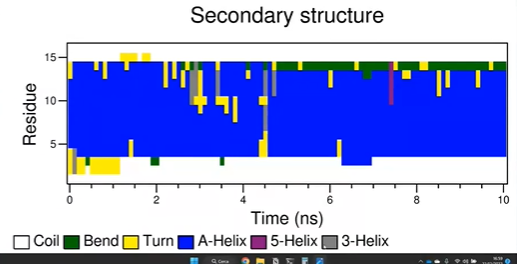 Secondary structure
Residue
15
10
5
0 2 4 6 8 10
Time (ns)
Coil Bend Turn A-Helix 5-Helix 3-Helix
Cerca